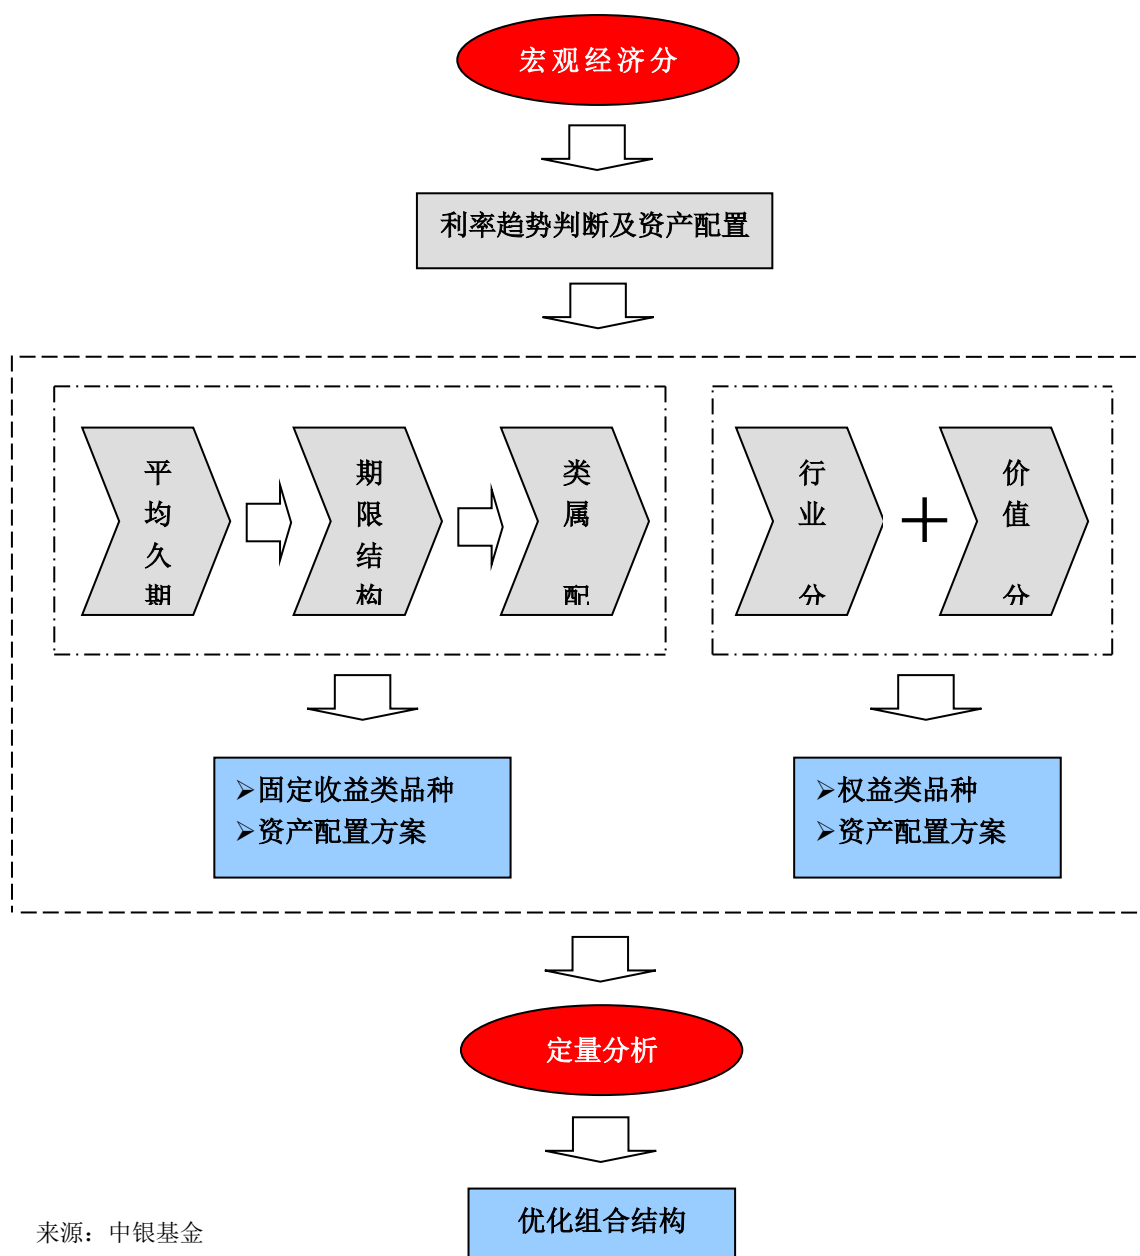 宏观经济分
利率趋势判断及资产配置
平
均
久
期
期
限
结
构
类
属
配
行
业
分
+
价
值
分
➢固定收益类品种
➢资产配置方案
➢权益类品种
➢资产配置方案
定量分析
优化组合结构
来源：中银基金